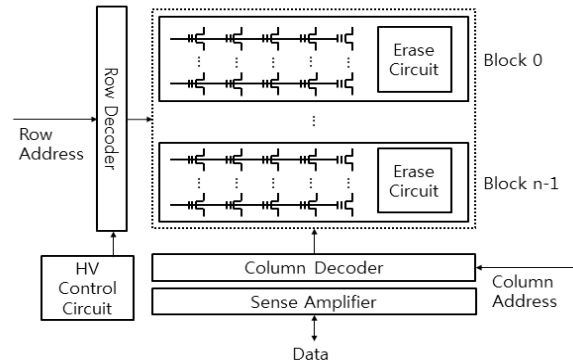 Erase
Circuit
Block 0
Row Decoder
Row
Address
Erase
Circuit
Block n-1
HV
Control
Circuit
Column Decoder
Column
Address
Sense Amplifier
Data